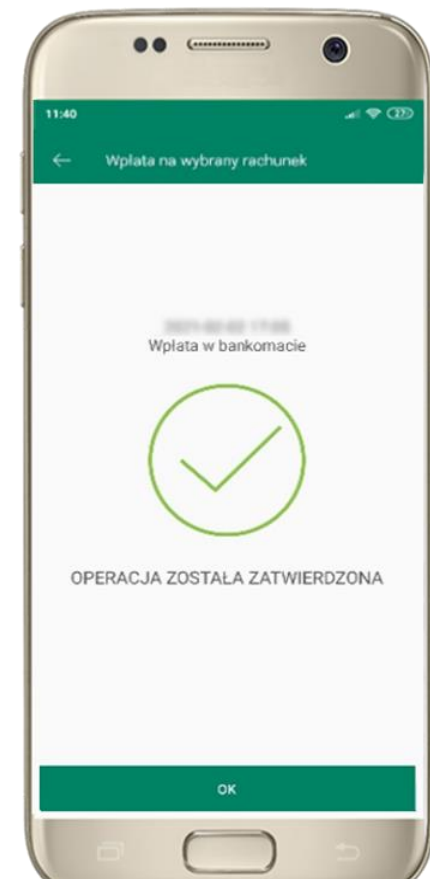 11:40
Wpłata na wybrany rachunek
Wpłata w bankomacie
OPERACJA ZOSTAŁA ZATWIERDZONA
OK